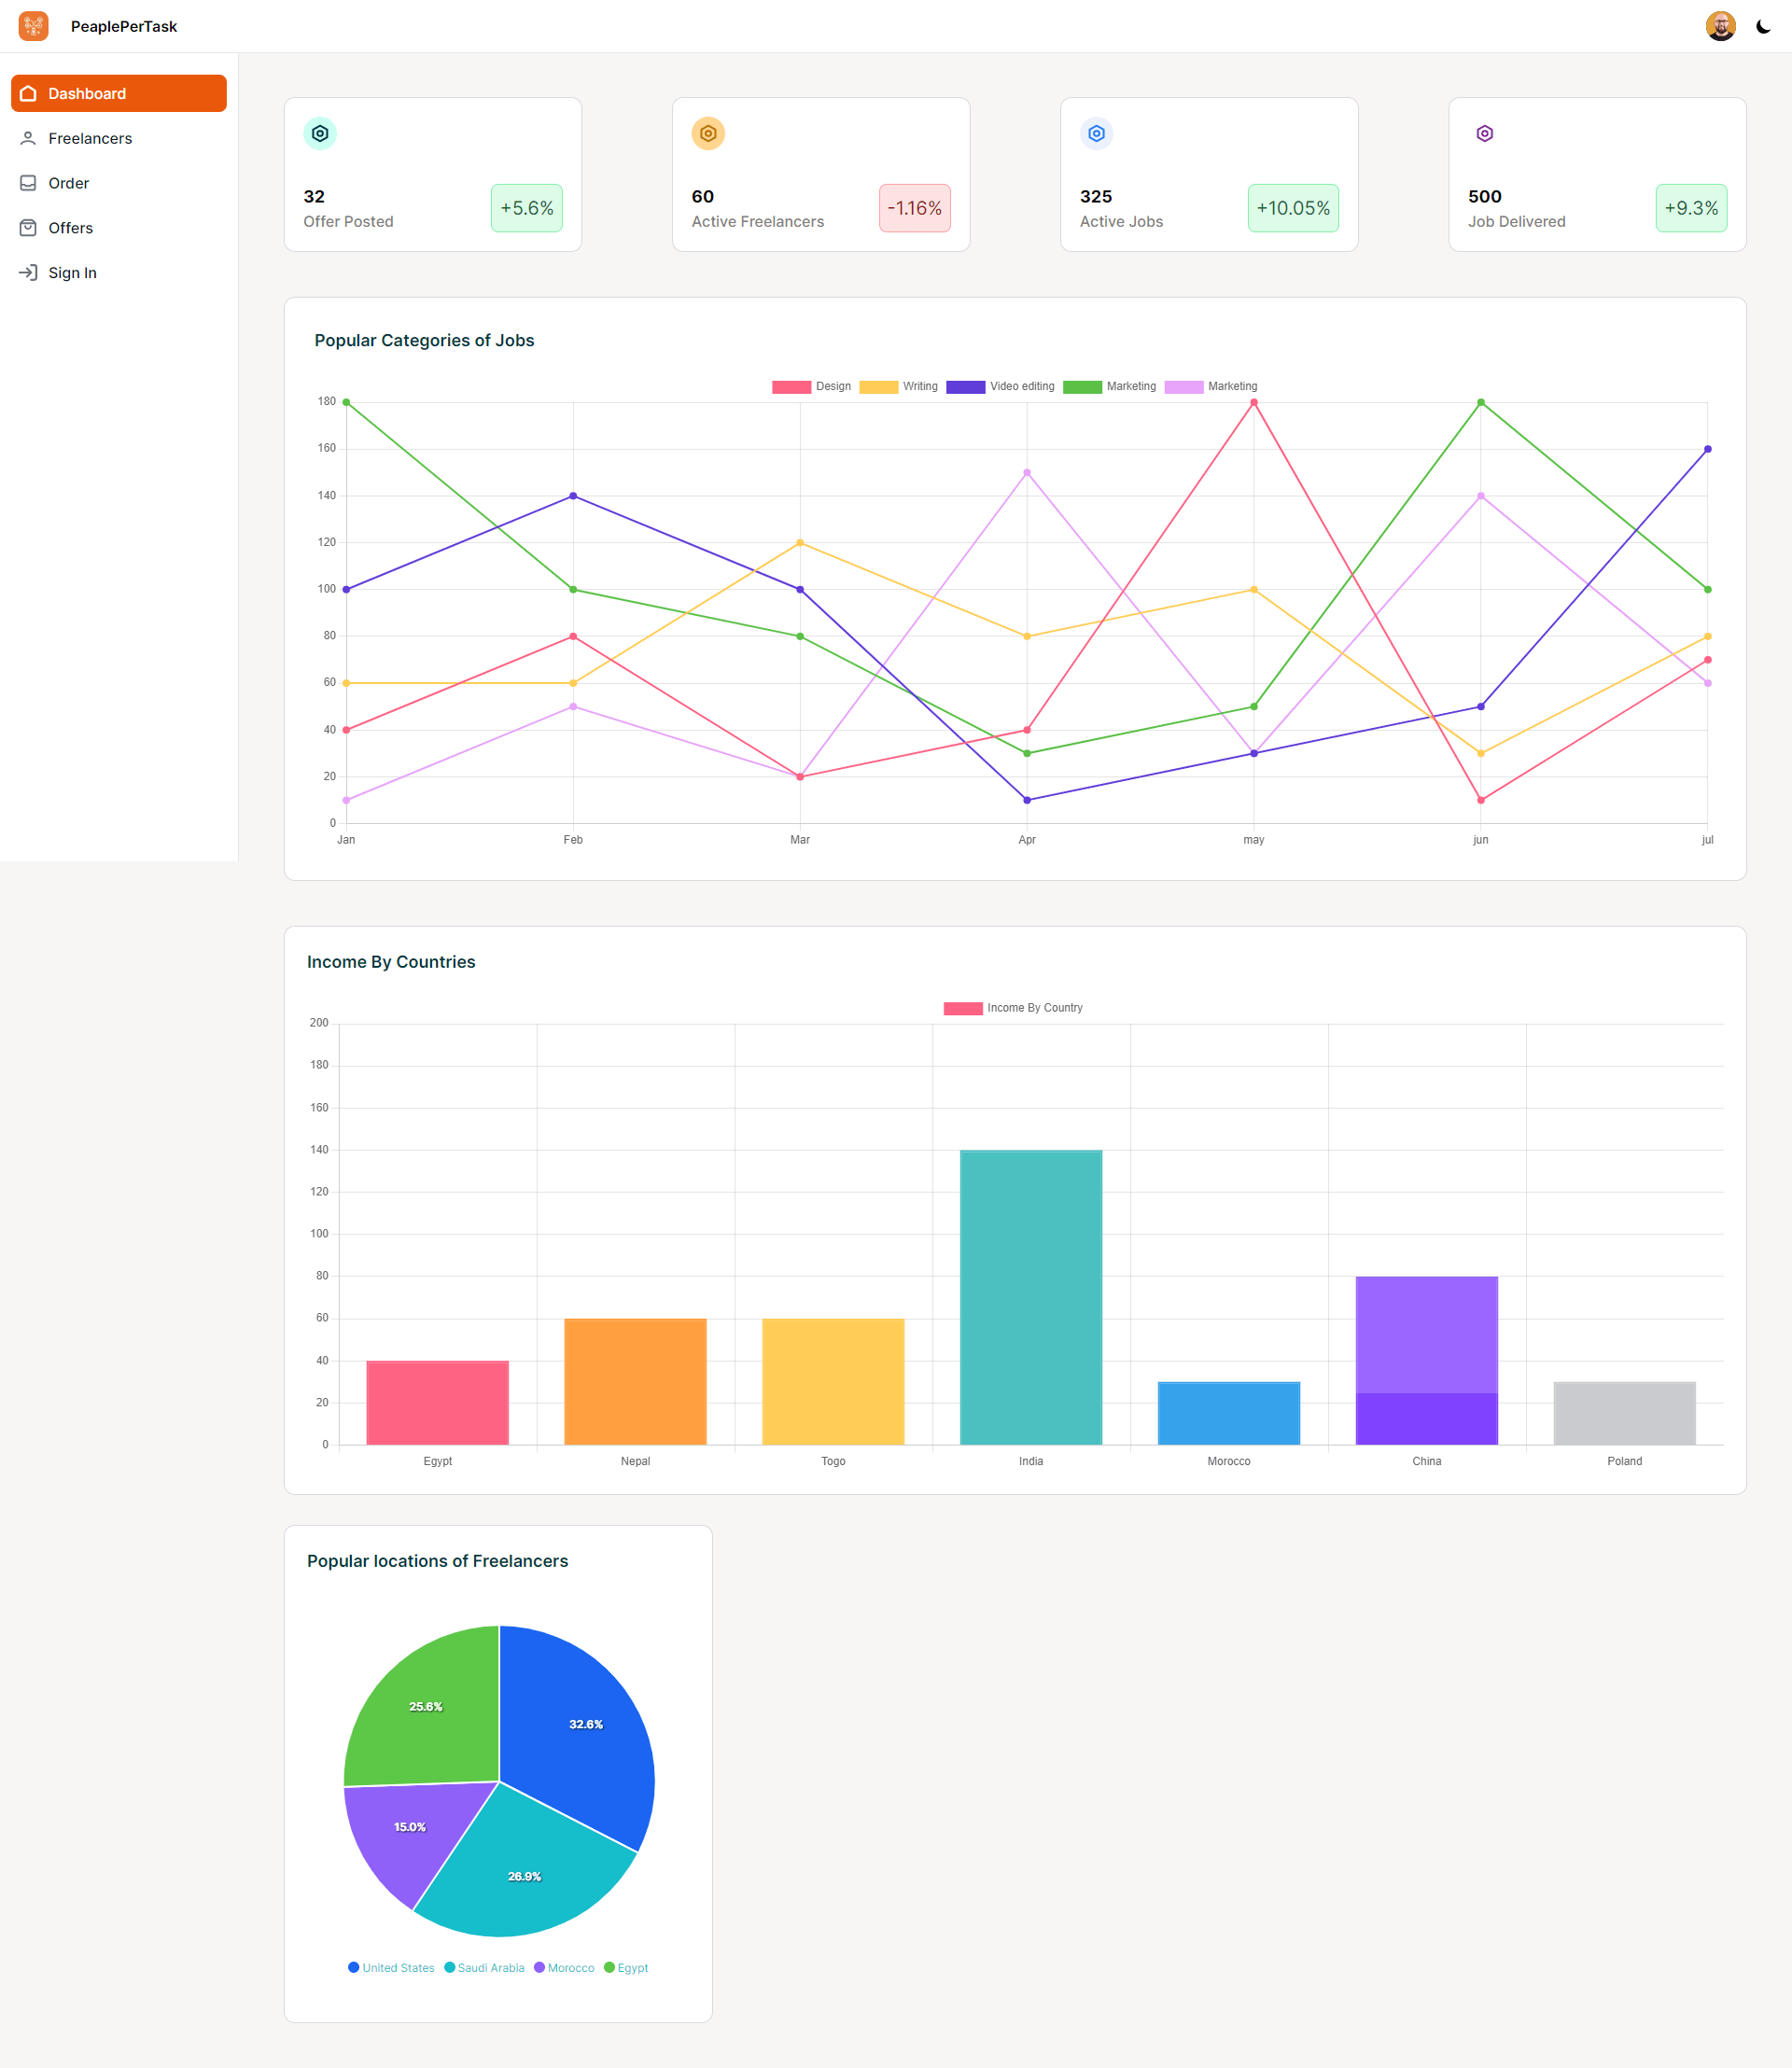 PeaplePerTask
Dashboard
Freelancers
Order
Offers
Sign In
32
Offer Posted
+5.6%
60
Active Freelancers
-1.16%
325
Active Jobs
+10.05%
500
Job Delivered
+9.3%
Popular Categories of Jobs
Design Writing Video editing Marketing Marketing
180
160
140
120
100
80
60
40
20
0
Jan Feb Mar Apr may jun jul
Income By Countries
Income By Country
200
180
160
140
120
100
80
60
40
20
0
Egypt Nepal Togo India Morocco China Poland
Popular locations of Freelancers
25.6%
32.6%
15.0%
26.9%
United States Saudi Arabia Morocco Egypt